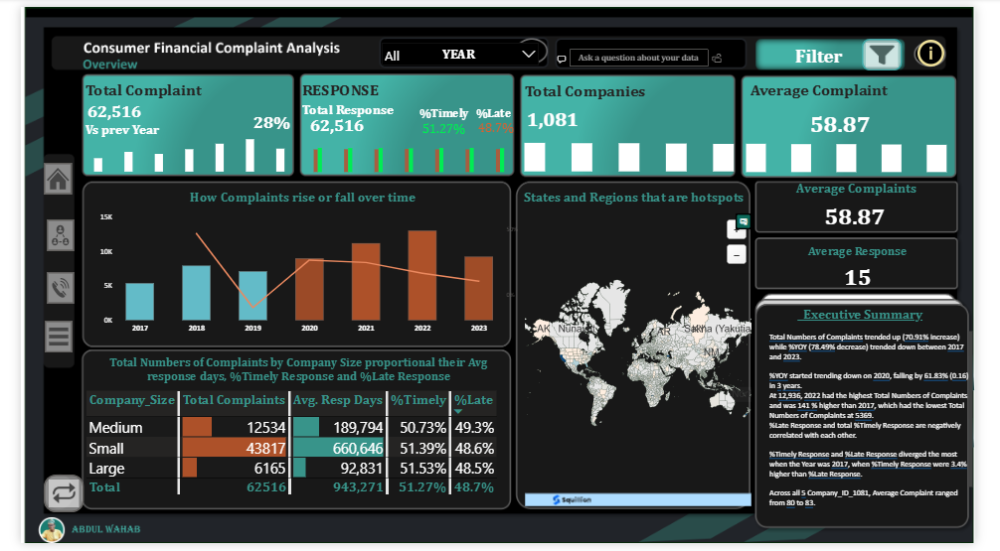 Consumer Financial Complaint Analysis
Overview
All
YEAR
Ask a question about your data
Filter
i
Total Complaint
62,516
Vs prev Year
28%
RESPONSE
Total Response
62,516
%Timely
51.27%
%Late
48.7%
Total Companies
1,081
Average Complaint
58.87
How Complaints rise or fall over time
15K
10K
5K
0K
2017 2018 2019 2020 2021 2022 2023
States and Regions that are hotspots
+
−
AK Nunav AR Sakha (Yakutia
NM
Squillion
Average Complaints
58.87
Average Response
15
Total Numbers of Complaints by Company Size proportional their Avg
response days, %Timely Response and %Late Response
Company_Size Total Complaints Avg. Resp Days %Timely %Late
Medium 12534 189,794 50.73% 49.3%
Small 43817 660,646 51.39% 48.6%
Large 6165 92,831 51.53% 48.5%
Total 62516 943,271 51.27% 48.7%
Executive Summary
Total Numbers of Complaints trended up (70.91% increase)
while %YOY (78.49% decrease) trended down between 2017
and 2023.
%YOY started trending down on 2020, falling by 61.83% (0.16)
in 3 years.
At 12,936, 2022 had the highest Total Numbers of Complaints
and was 141 % higher than 2017, which had the lowest Total
Numbers of Complaints at 5369.
%Late Response and total %Timely Response are negatively
correlated with each other.
%Timely Response and %Late Response diverged the most
when the Year was 2017, when %Timely Response were 3.4%
higher than %Late Response.
Across all 5 Company_ID_1081, Average Complaint ranged
from 80 to 83.
ABDUL WAHAB